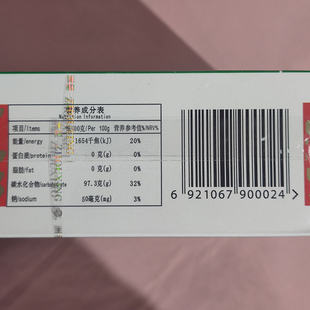 营养成分表
Nutrition Information
项目/Items 每100克/Per 100g 营养参考值%/NRV%
能量/energy 1654千焦(kJ) 20%
蛋白质/protein 0 克(g) 0%
脂肪/fat 0 克(g) 0%
碳水化合物/carbohydrate 97.3克(g) 32%
钠/sodium 50毫克(mg) 3%
6 921067 900024 >